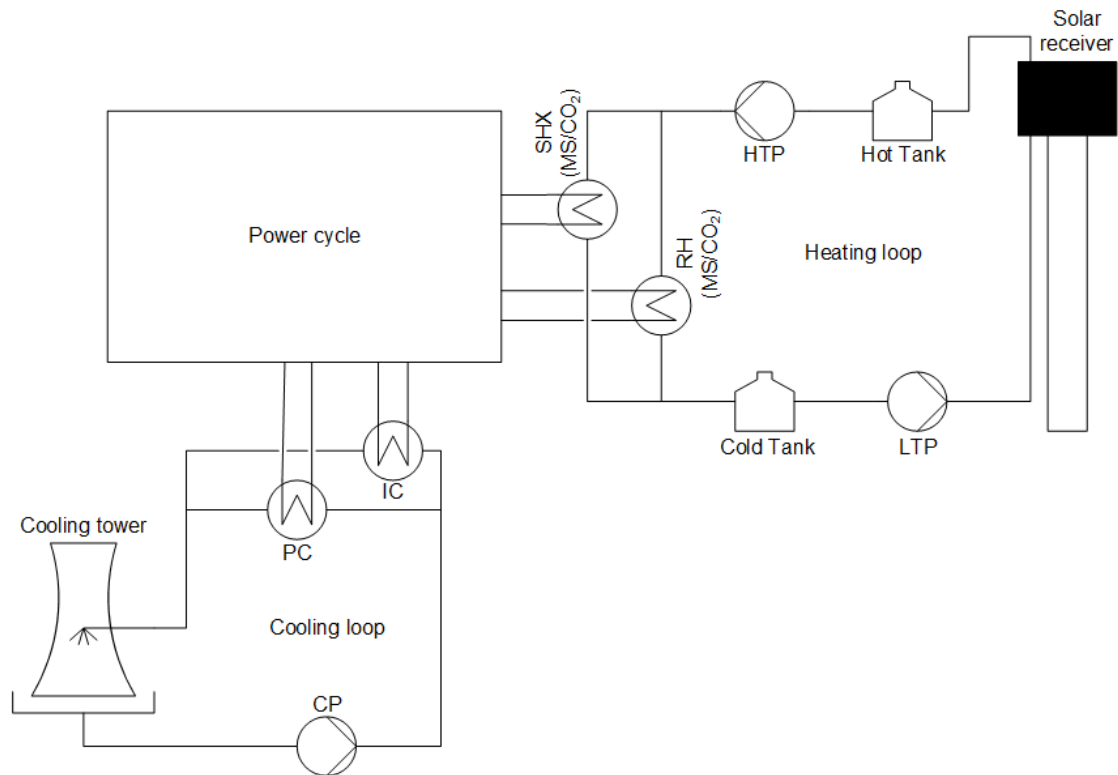 Solar
receiver
SHX
(MS/CO₂)
HTP
Hot Tank
Power cycle
RH
(MS/CO₂)
Heating loop
Cold Tank
LTP
IC
PC
Cooling tower
Cooling loop
CP